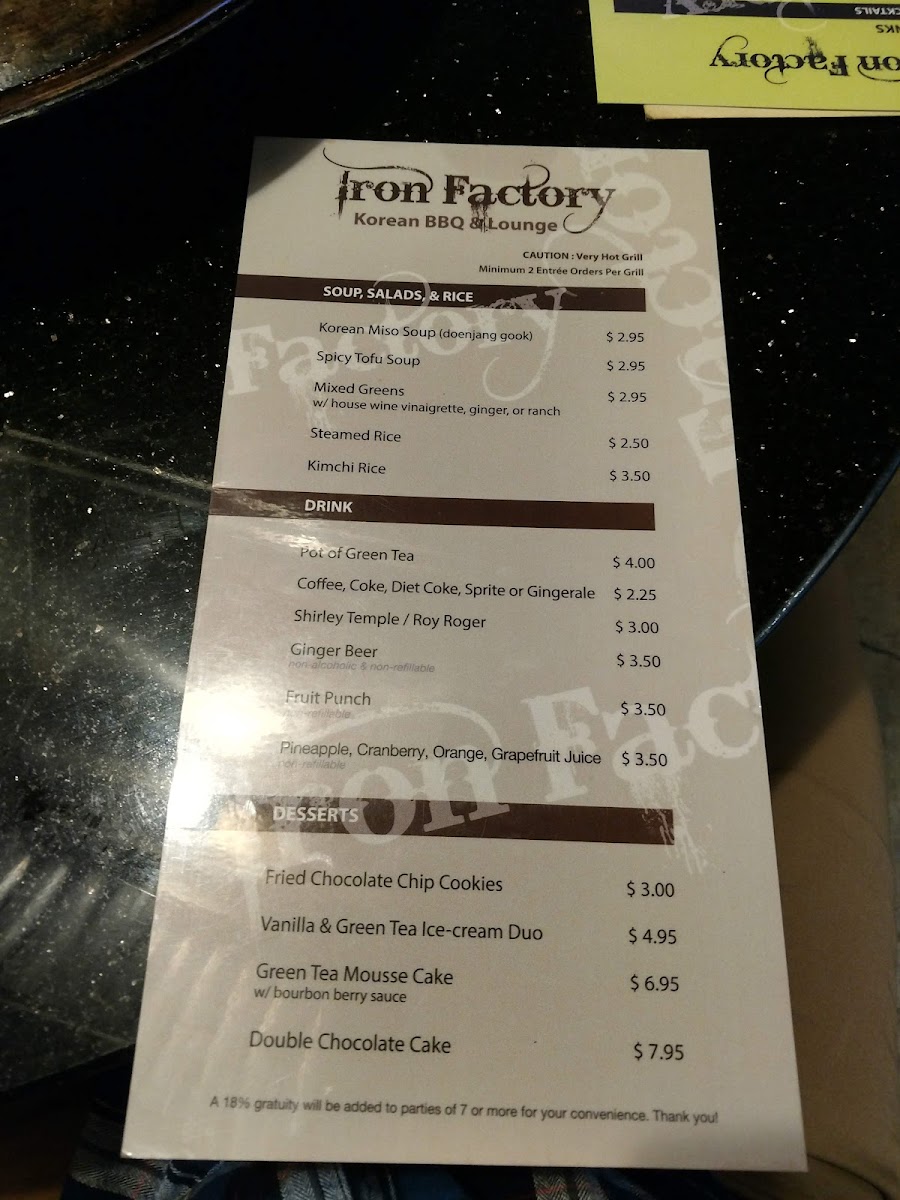 CKTAILS
NKS
on Factory
Iron Factory
Korean BBQ & Lounge
CAUTION : Very Hot Grill
Minimum 2 Entrée Orders Per Grill
SOUP, SALADS, & RICE
Korean Miso Soup (doenjang gook) $ 2.95
Spicy Tofu Soup $ 2.95
Mixed Greens $ 2.95
w/ house wine vinaigrette, ginger, or ranch
Steamed Rice $ 2.50
Kimchi Rice $ 3.50
DRINK
Pot of Green Tea $ 4.00
Coffee, Coke, Diet Coke, Sprite or Gingerale $ 2.25
Shirley Temple / Roy Roger $ 3.00
Ginger Beer $ 3.50
non-alcoholic & non-refillable
Fruit Punch $ 3.50
non-refillable
Pineapple, Cranberry, Orange, Grapefruit Juice $ 3.50
non-refillable
DESSERTS
Fried Chocolate Chip Cookies $ 3.00
Vanilla & Green Tea Ice-cream Duo $ 4.95
Green Tea Mousse Cake $ 6.95
w/ bourbon berry sauce
Double Chocolate Cake $ 7.95
A 18% gratuity will be added to parties of 7 or more for your convenience. Thank you!